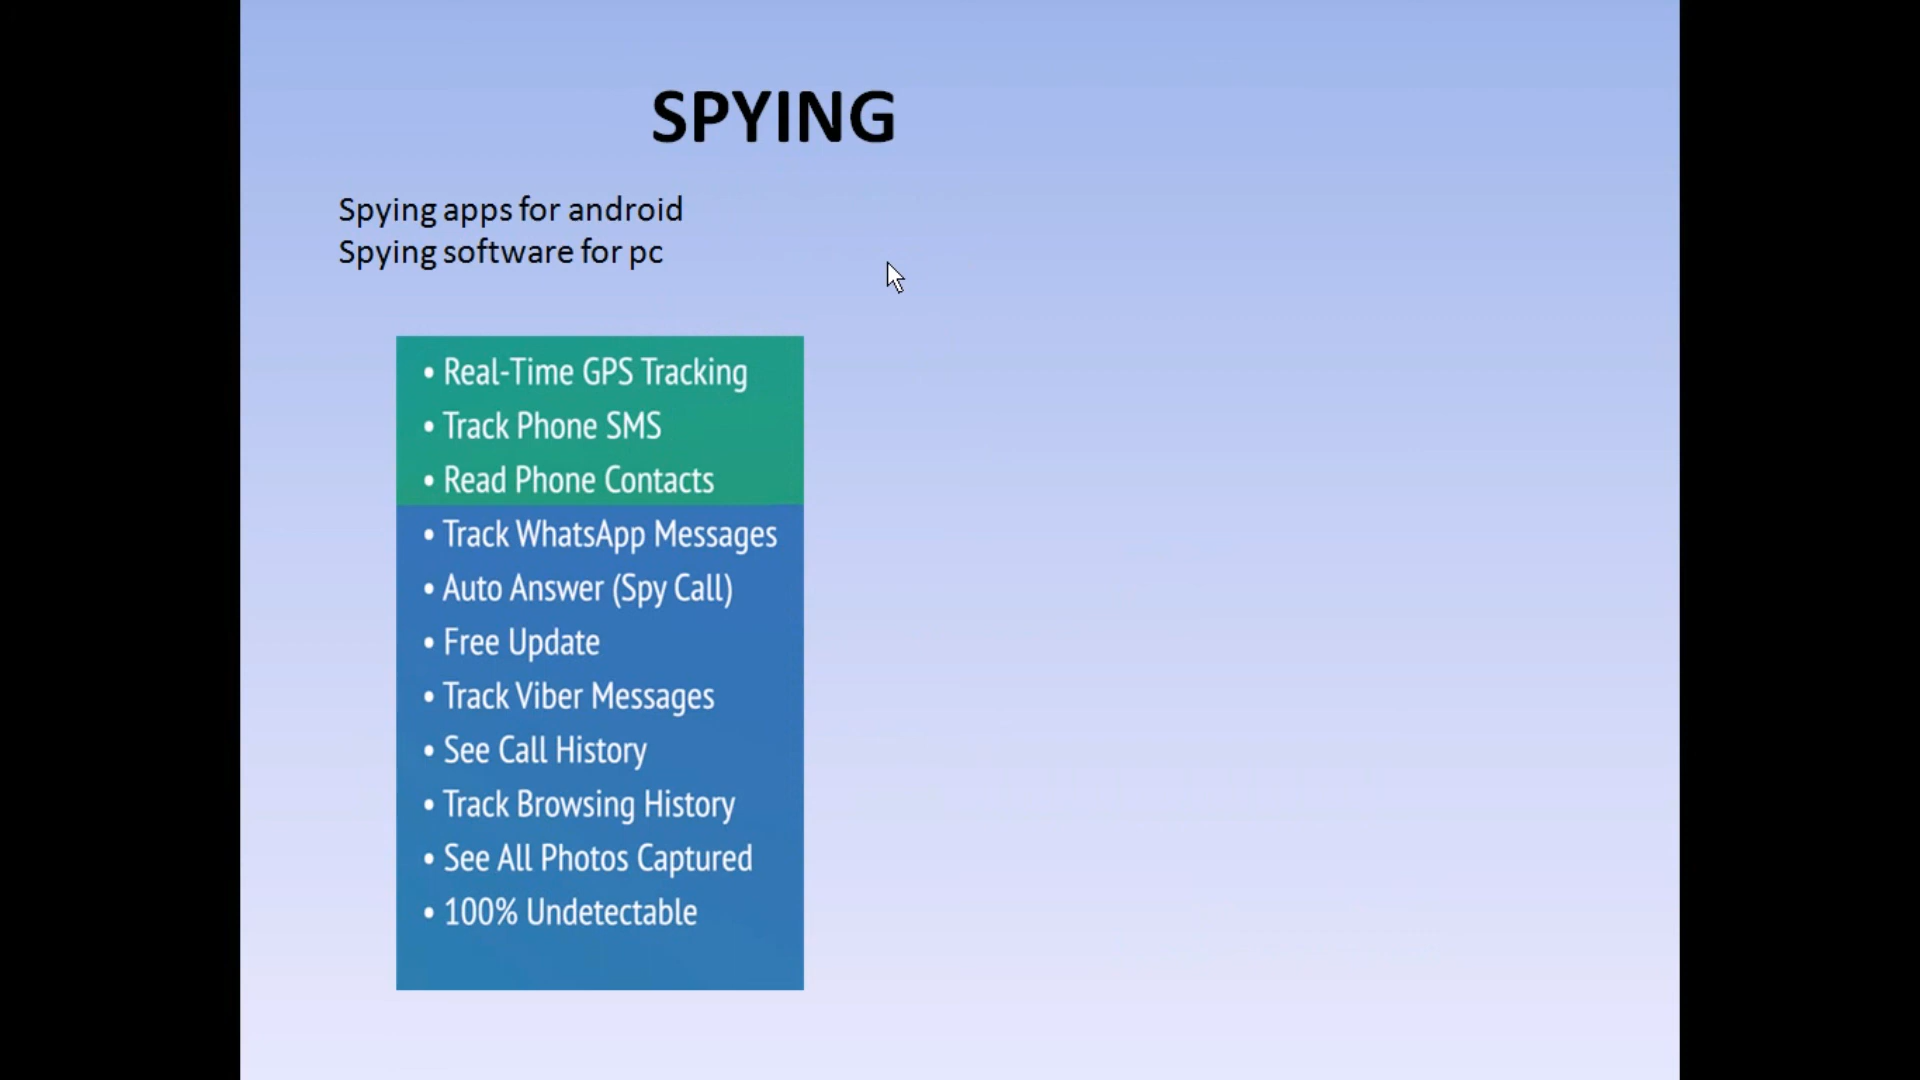 SPYING
Spying apps for android
Spying software for pc
• Real-Time GPS Tracking
• Track Phone SMS
• Read Phone Contacts
• Track WhatsApp Messages
• Auto Answer (Spy Call)
• Free Update
• Track Viber Messages
• See Call History
• Track Browsing History
• See All Photos Captured
• 100% Undetectable